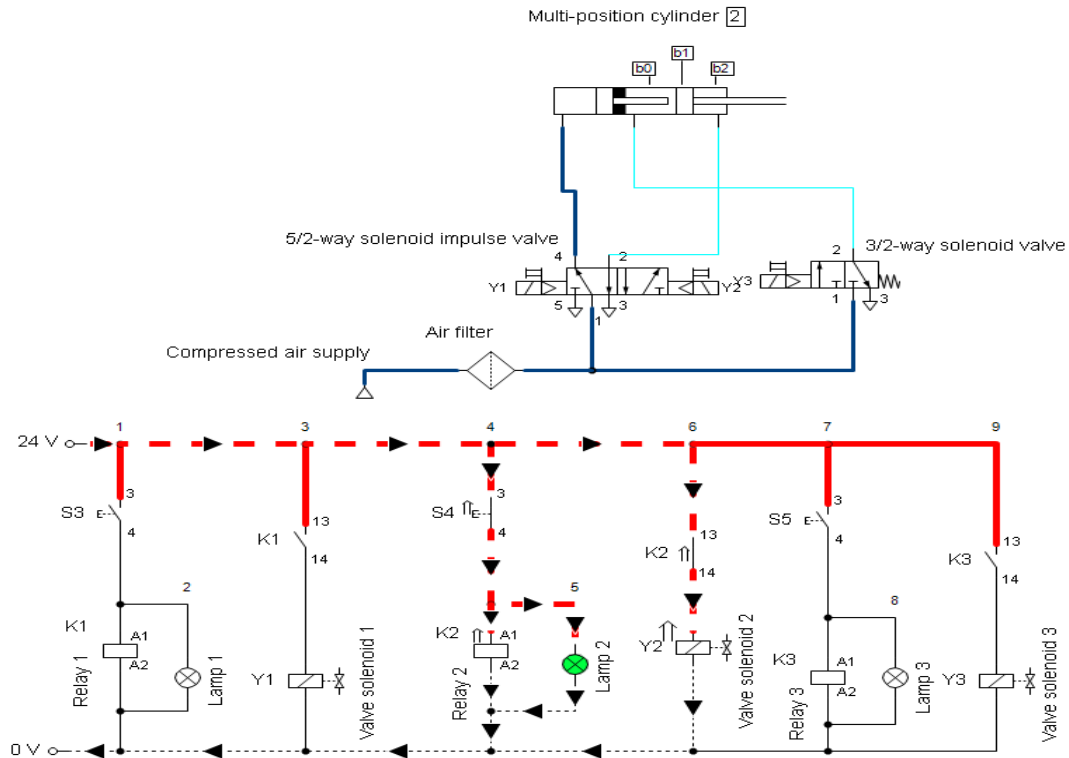 Multi-position cylinder 2
b0 b1 b2
5/2-way solenoid impulse valve
3/2-way solenoid valve
4 2 2
Y1 Y2 Y3
5 3 1 1 3
Air filter
Compressed air supply
24 V 1 3 4 6 7 9
S3 3 4
K1 13 14
S4 3 4
K2 13 14
S5 3 4
K3 13 14
2 5 8
K1 A1 A2
Relay 1
Lamp 1
Y1
Valve solenoid 1
K2 A1 A2
Relay 2
Lamp 2
Y2
Valve solenoid 2
K3 A1 A2
Relay 3
Lamp 3
Y3
Valve solenoid 3
0 V